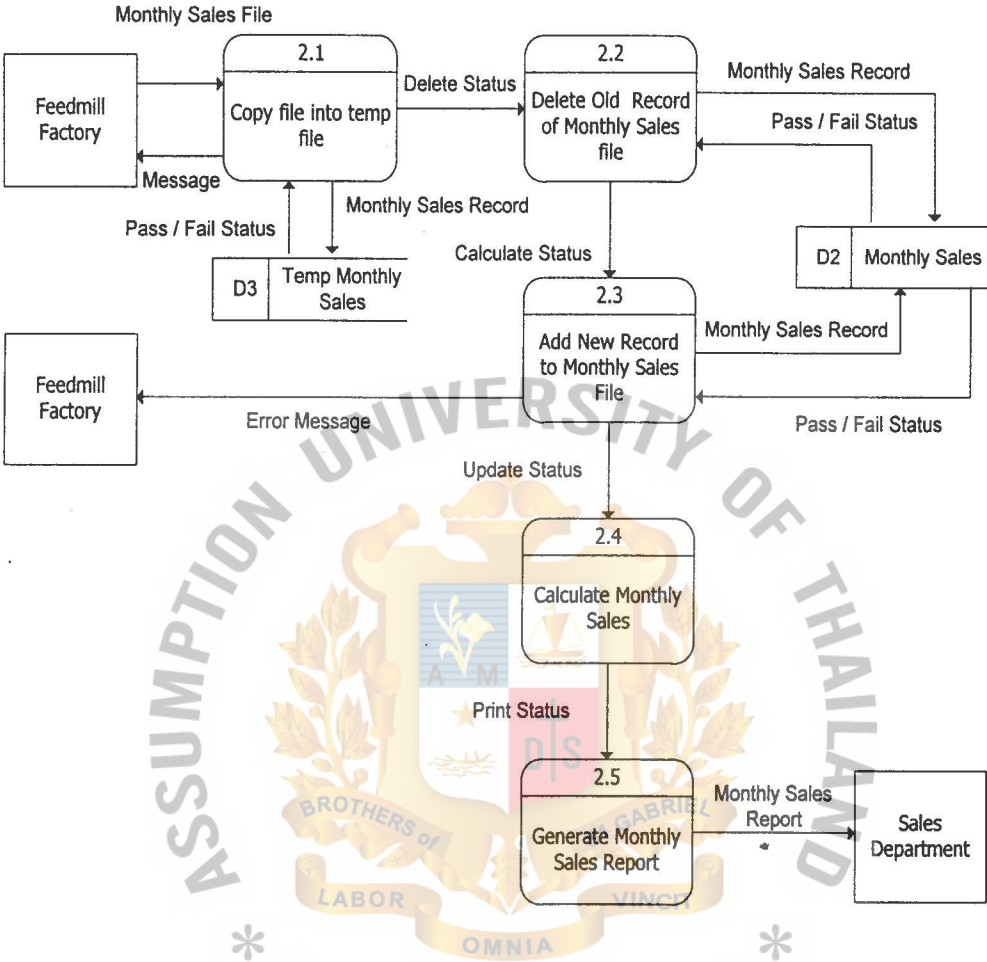 Monthly Sales File
2.1
Copy file into temp
file
Feedmill
Factory
Message
Delete Status
2.2
Delete Old Record
of Monthly Sales
file
Monthly Sales Record
Pass / Fail Status
Pass / Fail Status
Monthly Sales Record
D3
Temp Monthly
Sales
Calculate Status
D2
Monthly Sales
2.3
Add New Record
to Monthly Sales
File
Monthly Sales Record
Pass / Fail Status
Feedmill
Factory
Error Message
Update Status
2.4
Calculate Monthly
Sales
Print Status
2.5
Generate Monthly
Sales Report
Monthly Sales
Report
Sales
Department
ASSUMPTION UNIVERSITY OF THAILAND
A M
D S
BROTHERS of
GABRIEL
LABOR
OMNIA
VINCIT